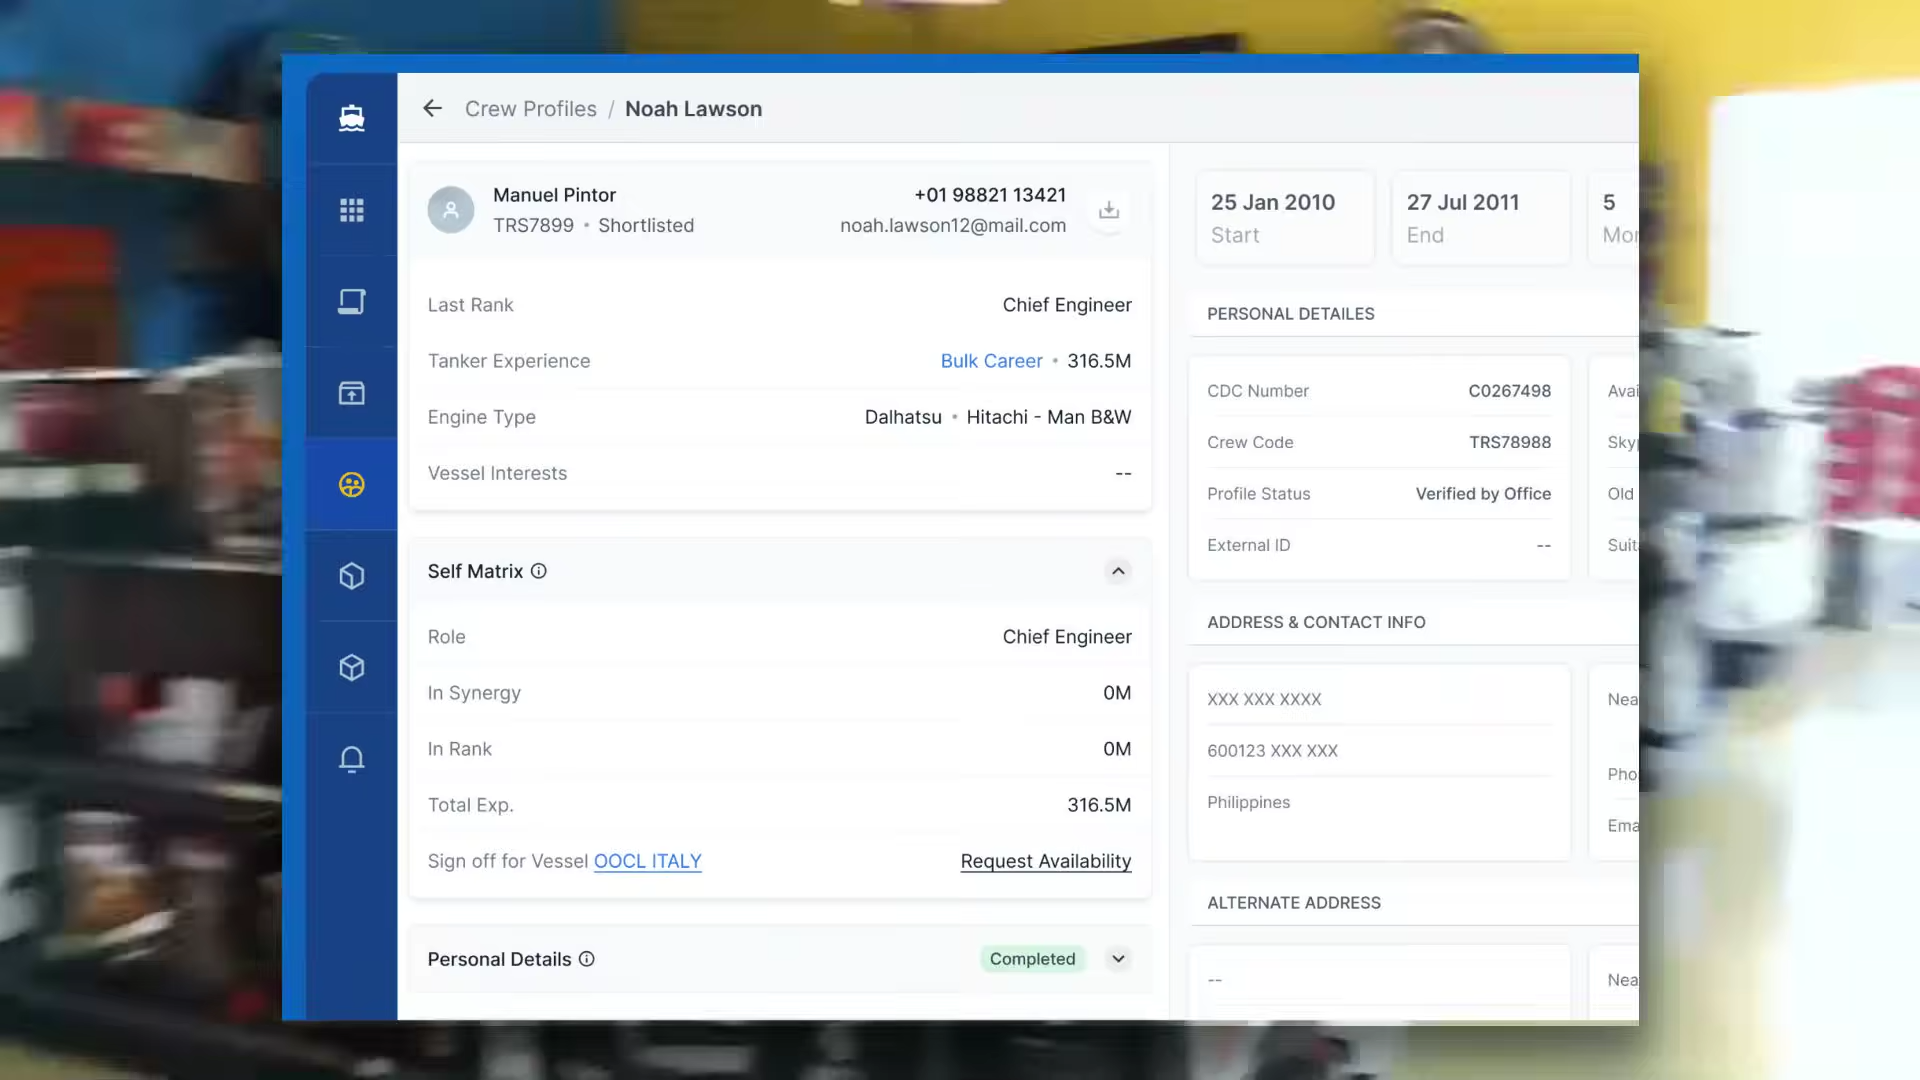 Crew Profiles / Noah Lawson
Manuel Pintor
TRS7899 • Shortlisted
+01 98821 13421
noah.lawson12@mail.com
Last Rank Chief Engineer
Tanker Experience Bulk Career • 316.5M
Engine Type Dalhatsu • Hitachi - Man B&W
Vessel Interests --
Self Matrix
Role Chief Engineer
In Synergy 0M
In Rank 0M
Total Exp. 316.5M
Sign off for Vessel OOCL ITALY Request Availability
Personal Details Completed
25 Jan 2010
Start
27 Jul 2011
End
5
PERSONAL DETAILES
CDC Number C0267498
Crew Code TRS78988
Profile Status Verified by Office
Old
External ID --
ADDRESS & CONTACT INFO
XXX XXX XXXX
600123 XXX XXX
Philippines
ALTERNATE ADDRESS
--